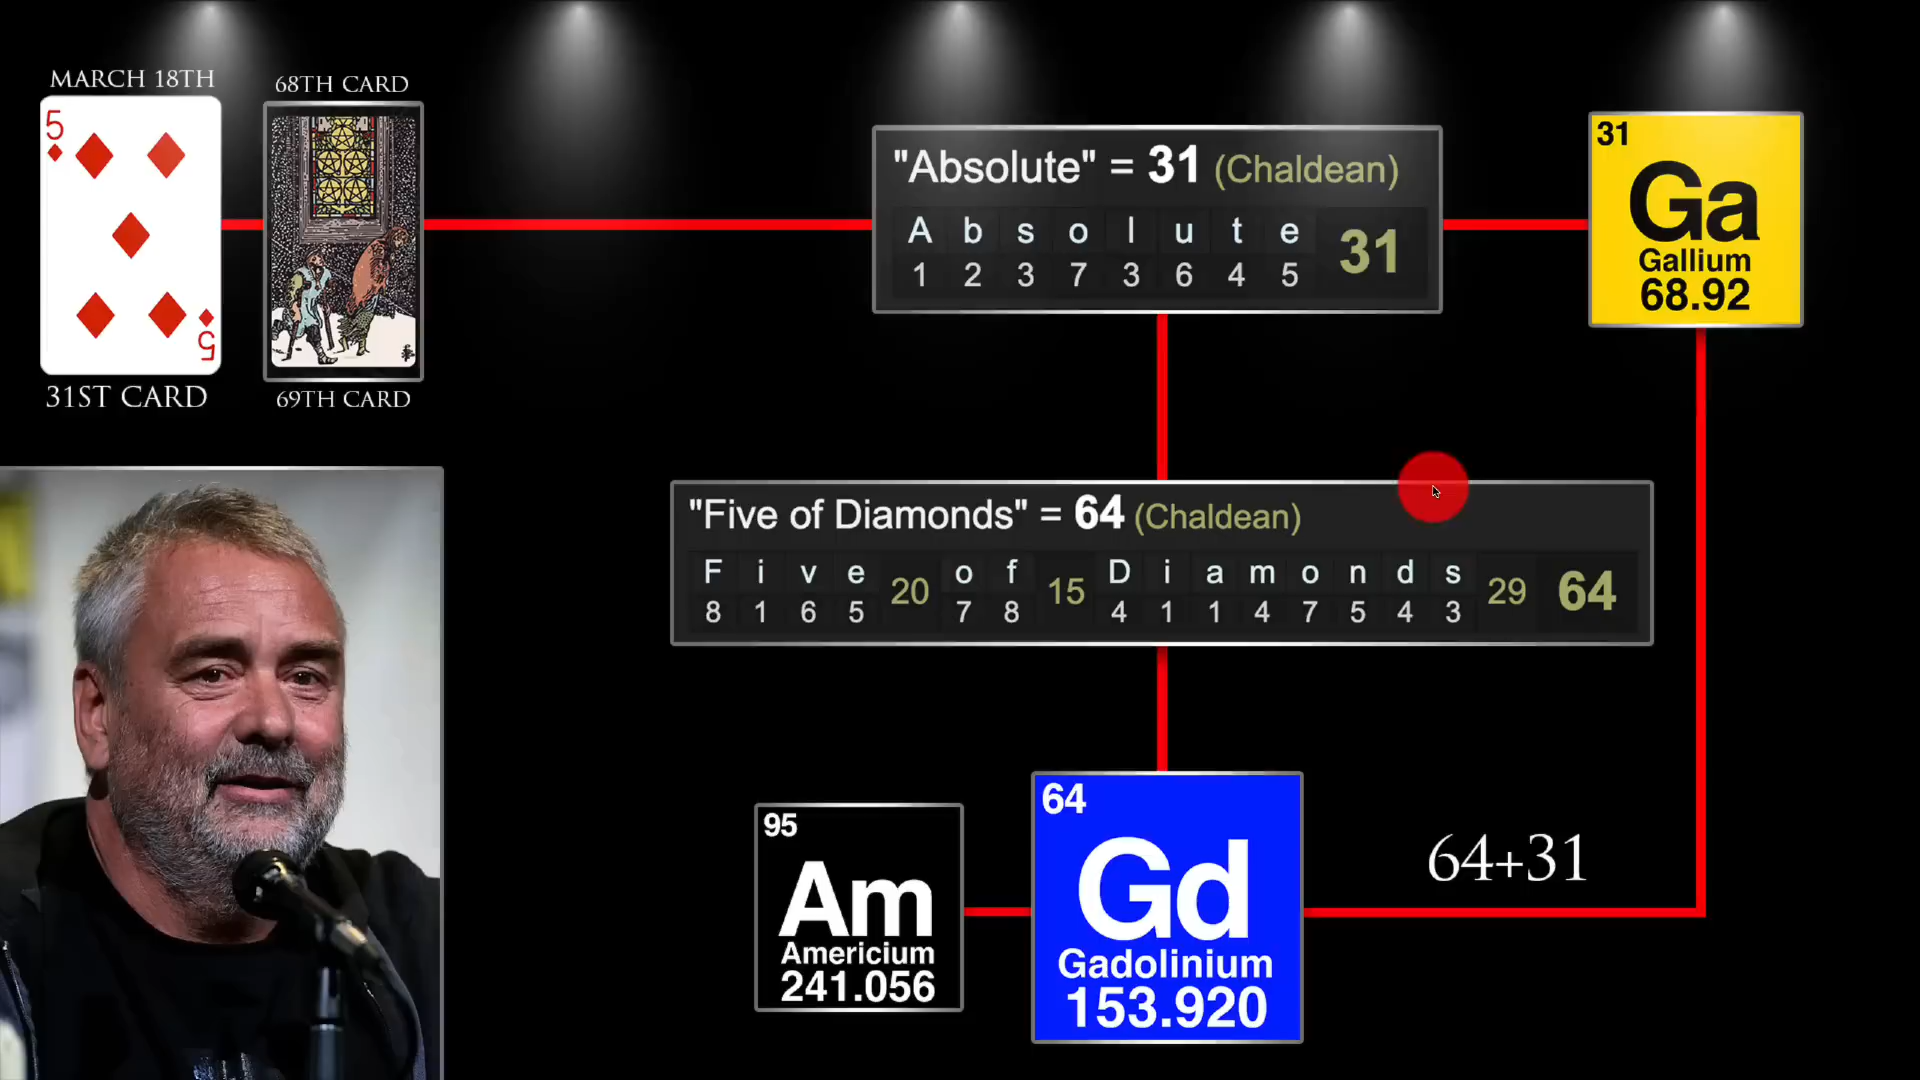 MARCH 18TH
5
5
31ST CARD
68TH CARD
69TH CARD
"Absolute" = 31 (Chaldean)
A b s o l u t e 31
1 2 3 7 3 6 4 5
31
Ga
Gallium
68.92
"Five of Diamonds" = 64 (Chaldean)
F i v e 20 o f 15 D i a m o n d s 29 64
8 1 6 5 7 8 4 1 1 4 7 5 4 3
95
Am
Americium
241.056
64
Gd
Gadolinium
153.920
64+31